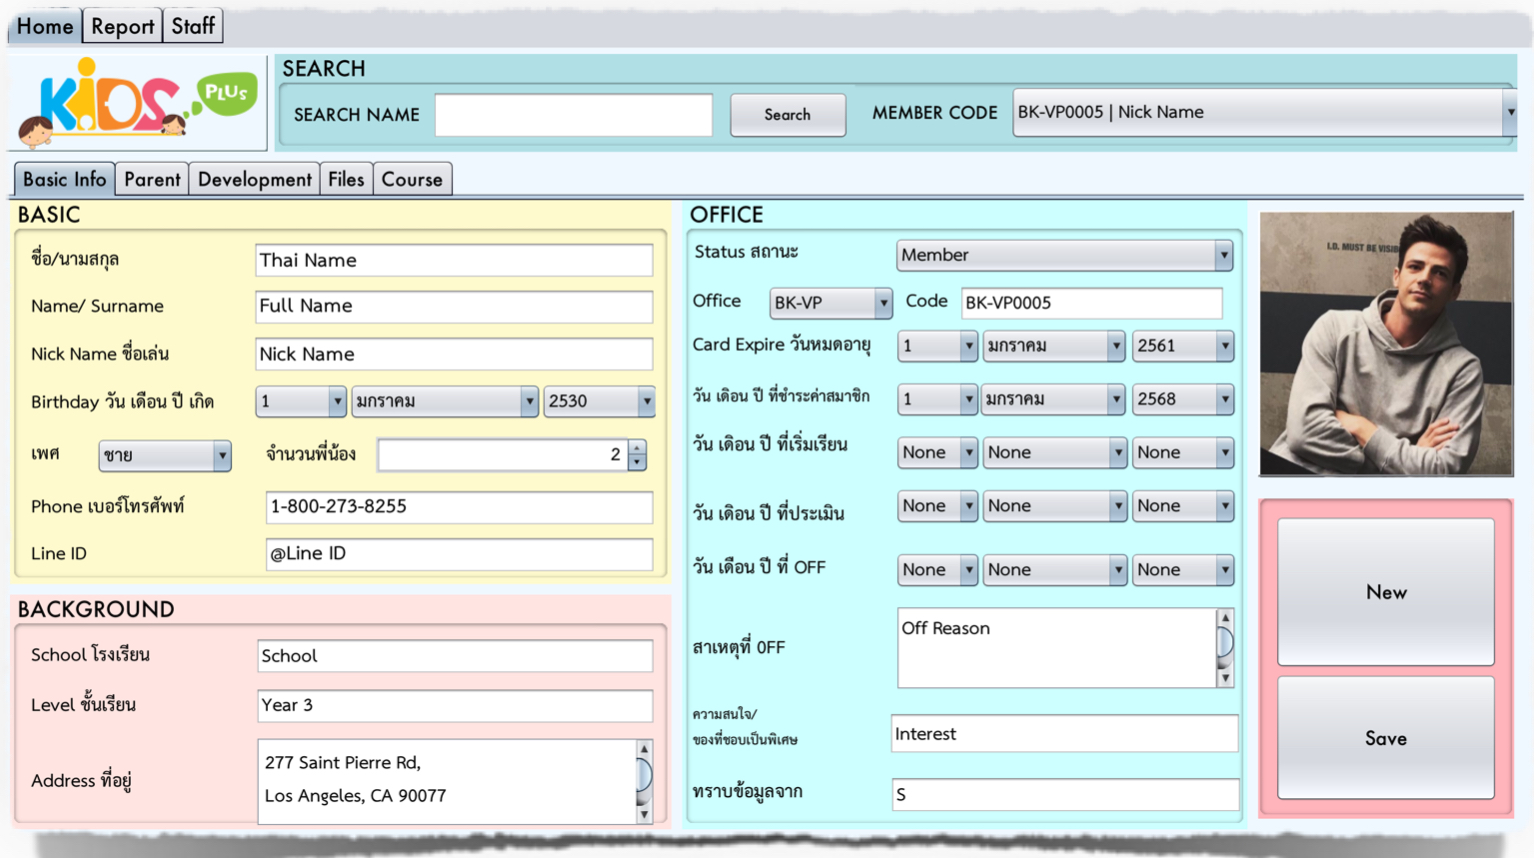 Home Report Staff
KiDS PLUS
SEARCH
SEARCH NAME Search MEMBER CODE BK-VP0005 | Nick Name
Basic Info Parent Development Files Course
BASIC
ชื่อ/นามสกุล Thai Name
Name/ Surname Full Name
Nick Name ชื่อเล่น Nick Name
Birthday วัน เดือน ปี เกิด 1 มกราคม 2530
เพศ ชาย จำนวนพี่น้อง 2
Phone เบอร์โทรศัพท์ 1-800-273-8255
Line ID @Line ID
BACKGROUND
School โรงเรียน School
Level ชั้นเรียน Year 3
Address ที่อยู่ 277 Saint Pierre Rd,
Los Angeles, CA 90077
OFFICE
Status สถานะ Member
Office BK-VP Code BK-VP0005
Card Expire วันหมดอายุ 1 มกราคม 2561
วัน เดือน ปี ที่ชำระค่าสมาชิก 1 มกราคม 2568
วัน เดือน ปี ที่เริ่มเรียน None None None
วัน เดือน ปี ที่ประเมิน None None None
วัน เดือน ปี ที่ OFF None None None
สาเหตุที่ 0FF Off Reason
ความสนใจ/
ของที่ชอบเป็นพิเศษ Interest
ทราบข้อมูลจาก S
I.D. MUST BE VISIB
New
Save